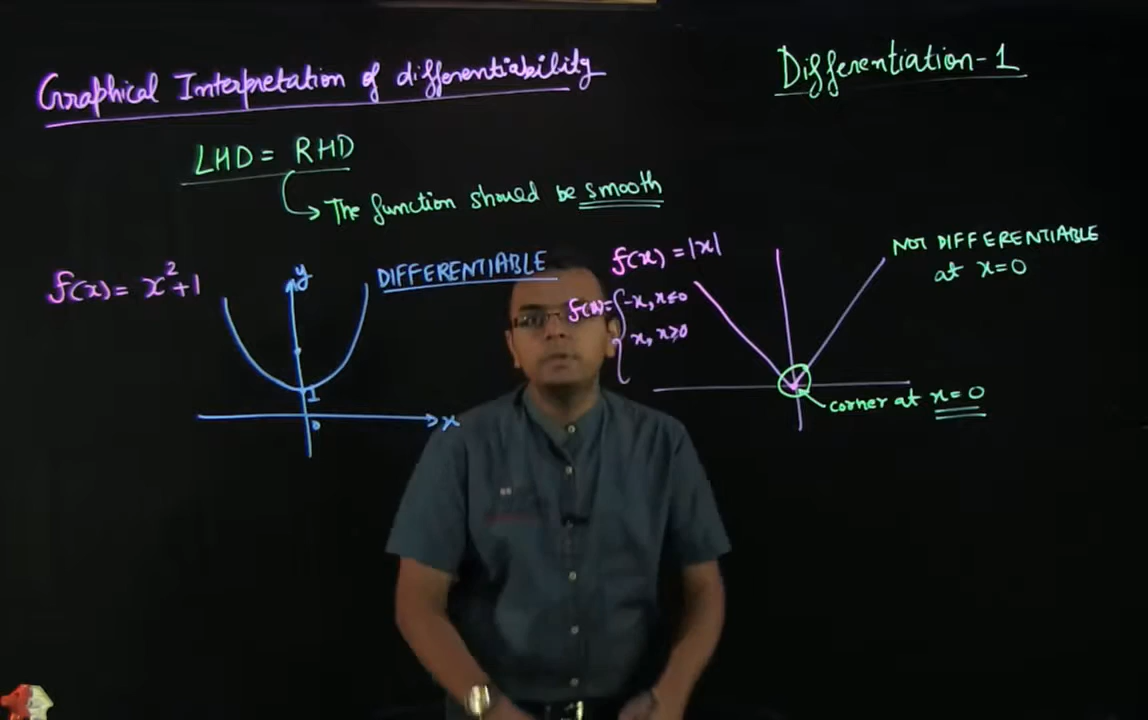 Graphical Interpretation of differentiability
Differentiation-1
LHD = RHD
The function should be smooth
f(x) = x²+1
y
DIFFERENTIABLE
1
0
x
f(x) = |x|
f(x) = { -x, x≤0
x, x≥0
NOT DIFFERENTIABLE
at x=0
corner at x=0